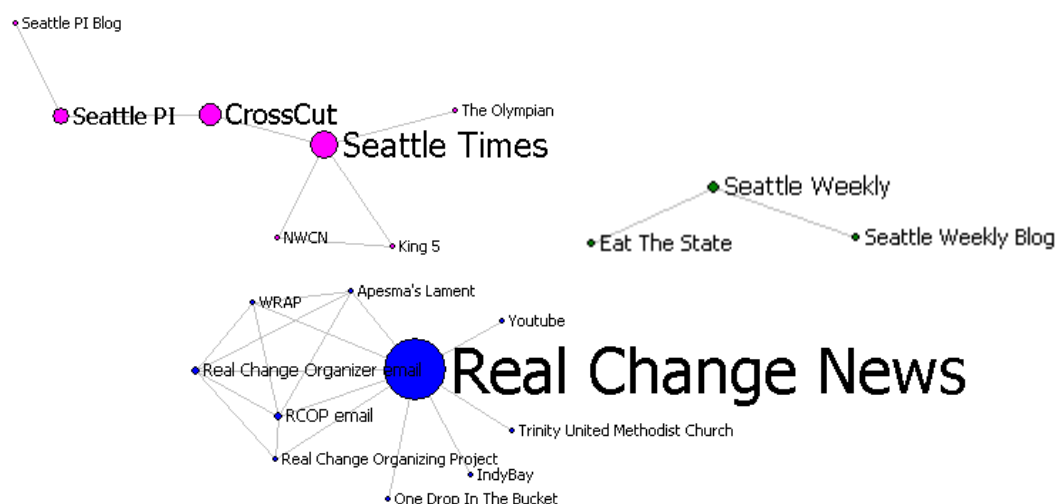 Seattle PI Blog
Seattle PI
CrossCut
The Olympian
Seattle Times
Seattle Weekly
NWCN
King 5
Eat The State
Seattle Weekly Blog
Apesma's Lament
WRAP
Youtube
Real Change Organizer email
Real Change News
RCOP email
Trinity United Methodist Church
Real Change Organizing Project
IndyBay
One Drop In The Bucket